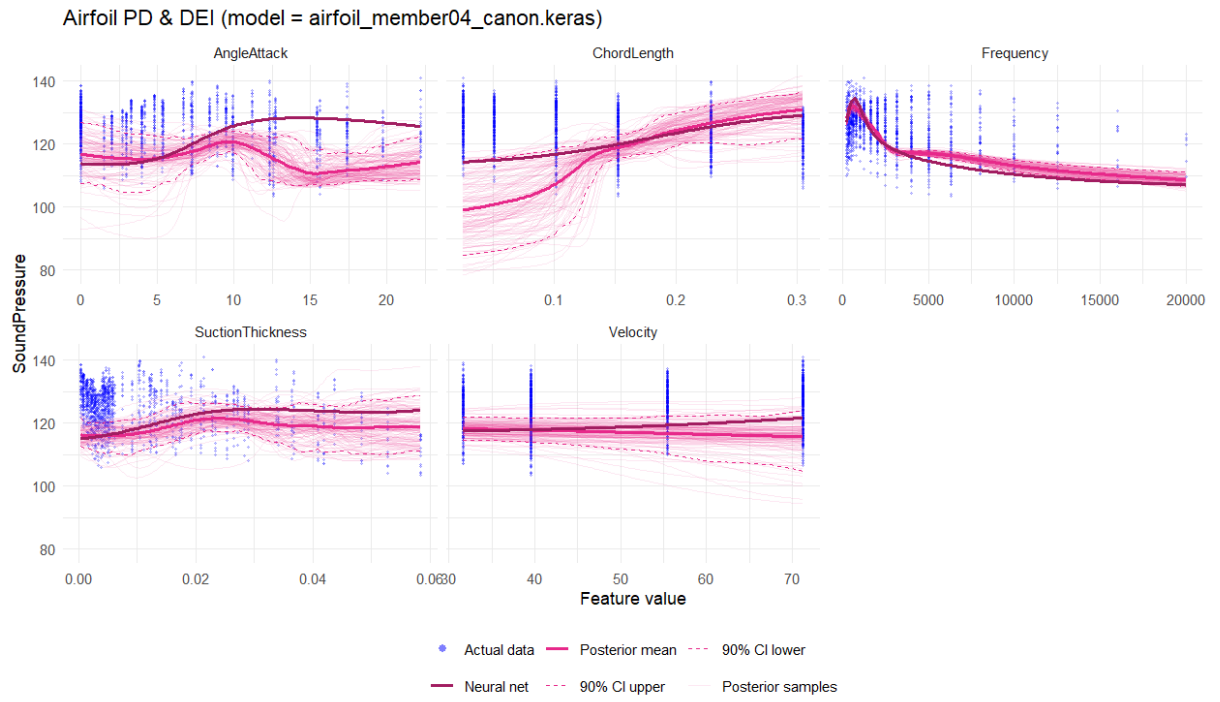 Airfoil PD & DEI (model = airfoil_member04_canon.keras)
AngleAttack
ChordLength
Frequency
140
120
100
80
0 5 10 15 20
0.1 0.2 0.3
0 5000 10000 15000 20000
SoundPressure
SuctionThickness
Velocity
140
120
100
80
0.00 0.02 0.04 0.06
30 40 50 60 70
Feature value
Actual data Posterior mean 90% CI lower
Neural net 90% CI upper Posterior samples